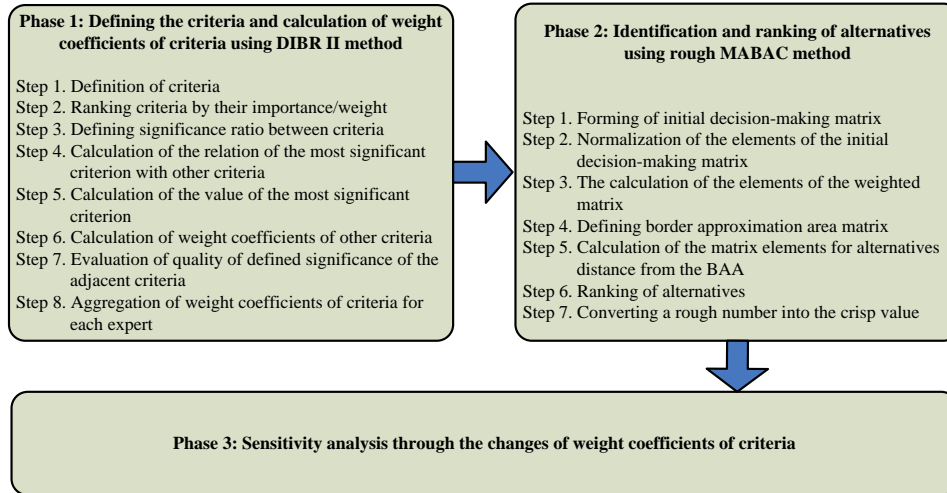 Phase 1: Defining the criteria and calculation of weight
coefficients of criteria using DIBR II method
Step 1. Definition of criteria
Step 2. Ranking criteria by their importance/weight
Step 3. Defining significance ratio between criteria
Step 4. Calculation of the relation of the most significant
criterion with other criteria
Step 5. Calculation of the value of the most significant
criterion
Step 6. Calculation of weight coefficients of other criteria
Step 7. Evaluation of quality of defined significance of the
adjacent criteria
Step 8. Aggregation of weight coefficients of criteria for
each expert
Phase 2: Identification and ranking of alternatives
using rough MABAC method
Step 1. Forming of initial decision-making matrix
Step 2. Normalization of the elements of the initial
decision-making matrix
Step 3. The calculation of the elements of the weighted
matrix
Step 4. Defining border approximation area matrix
Step 5. Calculation of the matrix elements for alternatives
distance from the BAA
Step 6. Ranking of alternatives
Step 7. Converting a rough number into the crisp value
Phase 3: Sensitivity analysis through the changes of weight coefficients of criteria